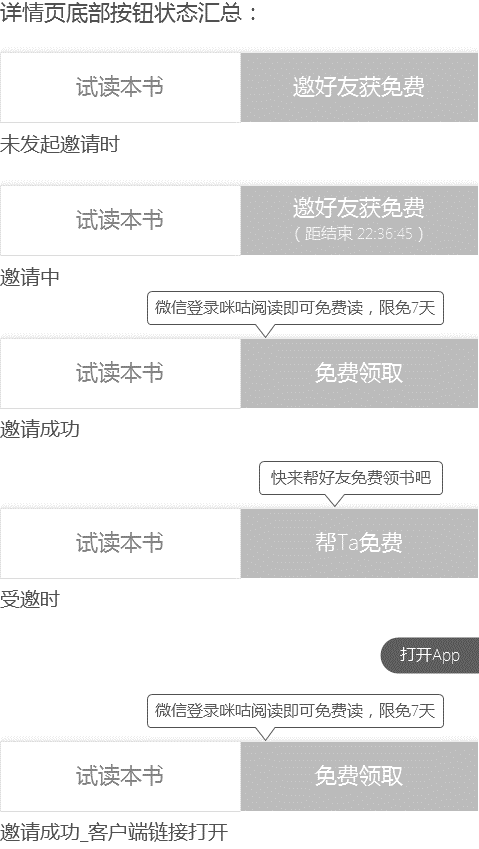 详情页底部按钮状态汇总：
试读本书
邀好友获免费
未发起邀请时
试读本书
邀好友获免费
（距结束 22:36:45）
邀请中
微信登录咪咕阅读即可免费读，限免7天
试读本书
免费领取
邀请成功
快来帮好友免费领书吧
试读本书
帮Ta免费
受邀时
打开App
微信登录咪咕阅读即可免费读，限免7天
试读本书
免费领取
邀请成功_客户端链接打开